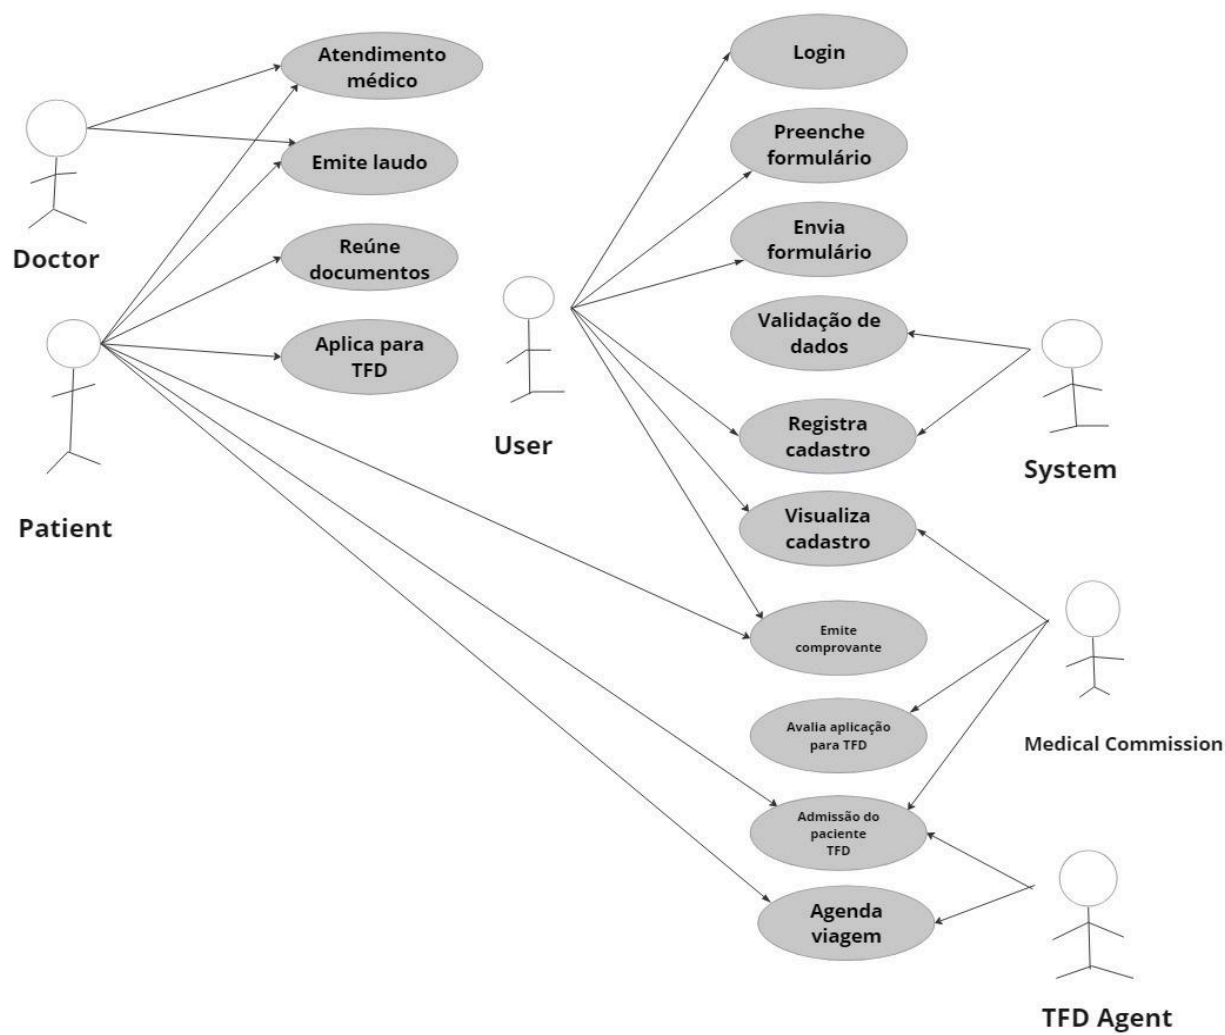 Atendimento
médico
Emite laudo
Doctor
Reúne
documentos
Aplica para
TFD
Patient
Login
Preenche
formulário
Envia
formulário
User
Validação de
dados
Registra
cadastro
System
Visualiza
cadastro
Emite
comprovante
Avalia aplicação
para TFD
Medical Commission
Admissão do
paciente
TFD
Agenda
viagem
TFD Agent